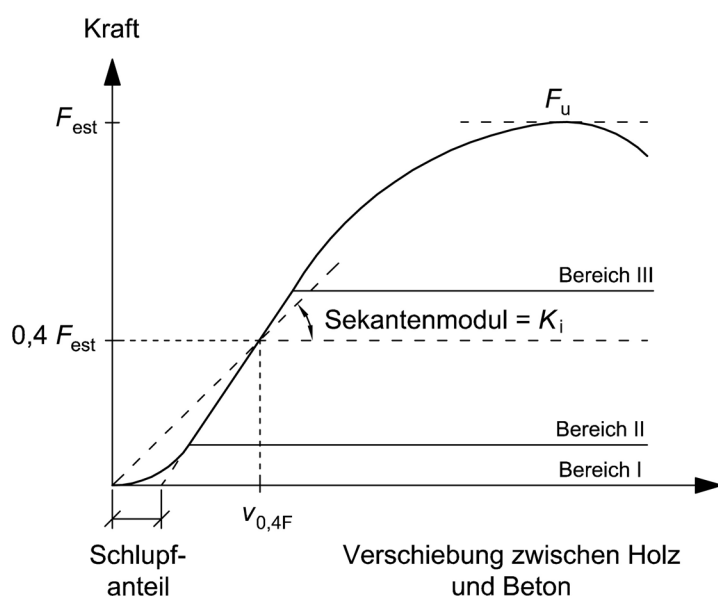 Kraft
F_est
F_u
Bereich III
Sekantenmodul = K_i
0,4 F_est
Bereich II
Bereich I
v_0,4F
Schlupf-
anteil
Verschiebung zwischen Holz
und Beton